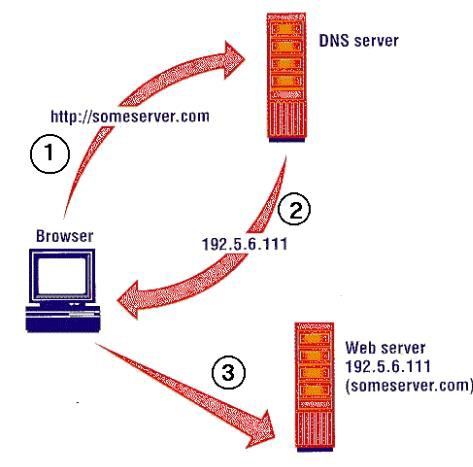 DNS server
http://someserver.com
1
2
Browser
192.5.6.111
3
Web server
192.5.6.111
(someserver.com)